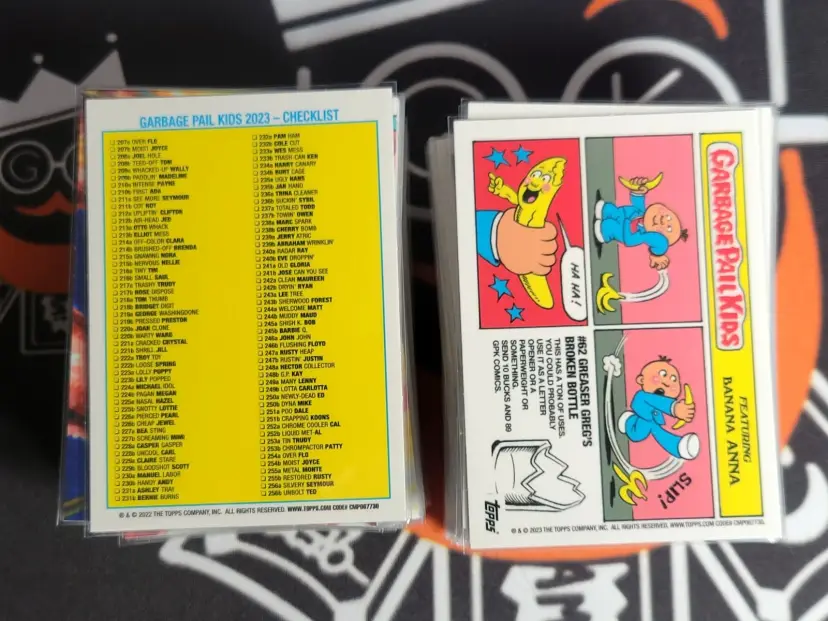 GARBAGE PAIL KIDS 2023 – CHECKLIST
207a OVER FLO
207b MOIST JOYCE
208a JOEL HOLE
208b TEED-OFF TOM
209a WHACKED-UP WALLY
209b PADDLIN' MADELINE
210a INTENSE PAYNE
210b FIRST ADA
211a SEE MORE SEYMOUR
211b COT ROY
212a UPLIFTIN' CLIFTON
213b AIR-HEAD JED
213a OTTO WHACK
213b ELLIOT MESS
214a OFF-COLOR CLARA
214b BRUSHED-OFF BRENDA
215a GNAWING NORA
215b NERVOUS NELLIE
216a TINY TIM
216b SMALL SAUL
217a TRASHY TRUDY
217b ROSE DISPOSE
218a TOM THUMB
218b BRIDGET DIGIT
219a GEORGE WASHINGDONE
219b PRESSED PRESTON
220a JOAN CLONE
220b WARTY WARD
221a CRACKED CRYSTAL
221b SHRILL JILL
222a TROY TOY
222b LOOSE SPRING
223a LOLLY POPPY
223b LILY POPPED
224a MICHAEL IDOL
224b PAGAN MEGAN
225a NASAL HAZEL
225b SNOTTY LOTTIE
226a PIERCED PEARL
226b CHEAP JEWEL
227a BEA STING
227b SCREAMING MIMI
228a CASPER GASPER
228b UNCOOL CARL
229a CLAIRE STARE
229b BLOODSHOT SCOTT
230a MANUEL LABOR
230b HANDY ANDY
231a ASHLEY TRAY
231b BERNIE BURNS
232a PAM HAM
232b COLE CUT
233a WES MESS
233b TRASH-CAN KEN
234a HARRY CANARY
234b BURT CAGE
235a UGLY HANS
235b JAN HAND
236a TRINA CLEANER
236b SUCKIN' SYBIL
237a TOTALED TODD
237b TOWIN' OWEN
238a MARC SPARK
238b CHERRY BOMB
239a JERRY ATRIC
239b ABRAHAM WRINKLIN'
240a RADAR RAY
240b EVE DROPPIN'
241a OLD GLORIA
241b JOSE CAN YOU SEE
242a CLEAN MAUREEN
242b DRYIN' RYAN
243a LEE TREE
243b SHERWOOD FOREST
244a WELCOME MATT
244b MUDDY MAUD
245a SHISH K. BOB
245b BARBIE Q.
246a JOHN JOHN
246b FLUSHING FLOYD
247a RUSTY HEAP
247b RUSTIN' JUSTIN
248a HECTOR COLLECTOR
248b G.P. KAY
249a MANY LENNY
249b LOTTA CARLOTTA
250a NEWLY-DEAD ED
250b DYNA MIKE
251a POO DALE
251b CRAPPING KOONS
252a CHROME COOLER CAL
252b LIQUID MET-AL
253a TIN TRUDY
253b CHROMIFACTOR PATTY
254a OVER FLO
254b MOIST JOYCE
255a METAL MONTE
255b RESTORED RUSTY
256a SILVERY SEYMOUR
256b UNBOLT TED
® & © 2022 THE TOPPS COMPANY, INC. ALL RIGHTS RESERVED. WWW.TOPPS.COM CODE# CMP067738
GARBAGE PAIL KIDS
FEATURING
BANANA ANNA
HA HA!
SLIP!
#62 GREASER GREG'S
BROKEN BOTTLE
THIS HAS A TON OF USES.
YOU COULD PROBABLY
USE IT AS A LETTER
OPENER OR A
PAPERWEIGHT OR
SOMETHING.
SEND 10 BUCKS AND 89
GPK COMICS.
TOPPS
® & © 2023 THE TOPPS COMPANY, INC. ALL RIGHTS RESERVED. WWW.TOPPS.COM CODE# CMP067738